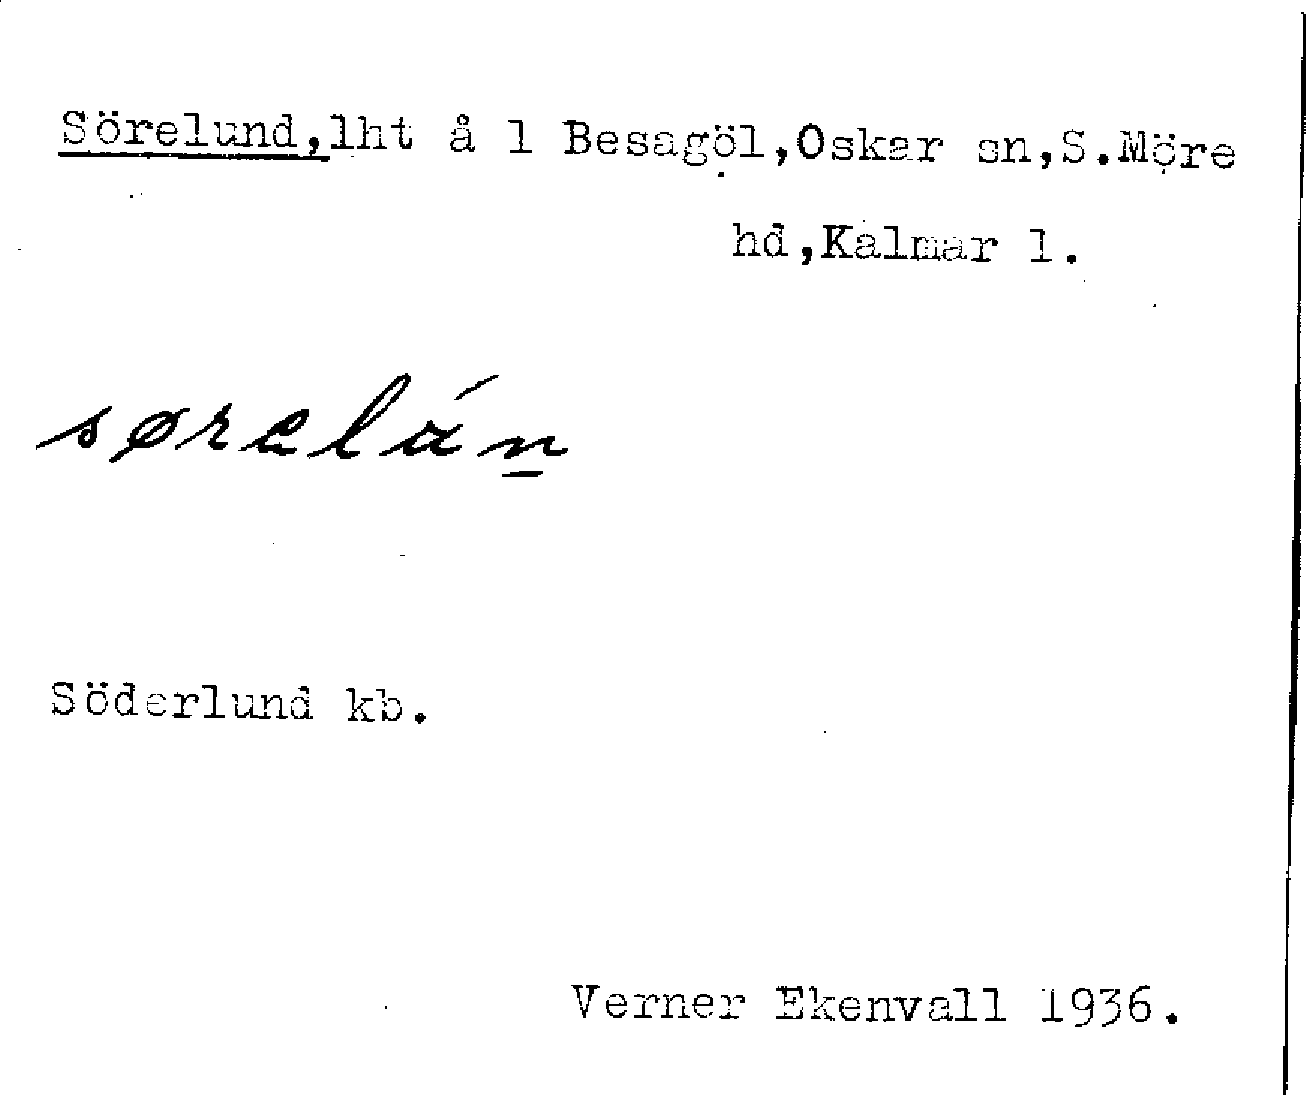 Sörelund,lht å 1 Besagöl,Oskar sn,S.Möre
hd,Kalmar l.
sørelán
Söderlund kb.
Verner Ekenvall 1936.